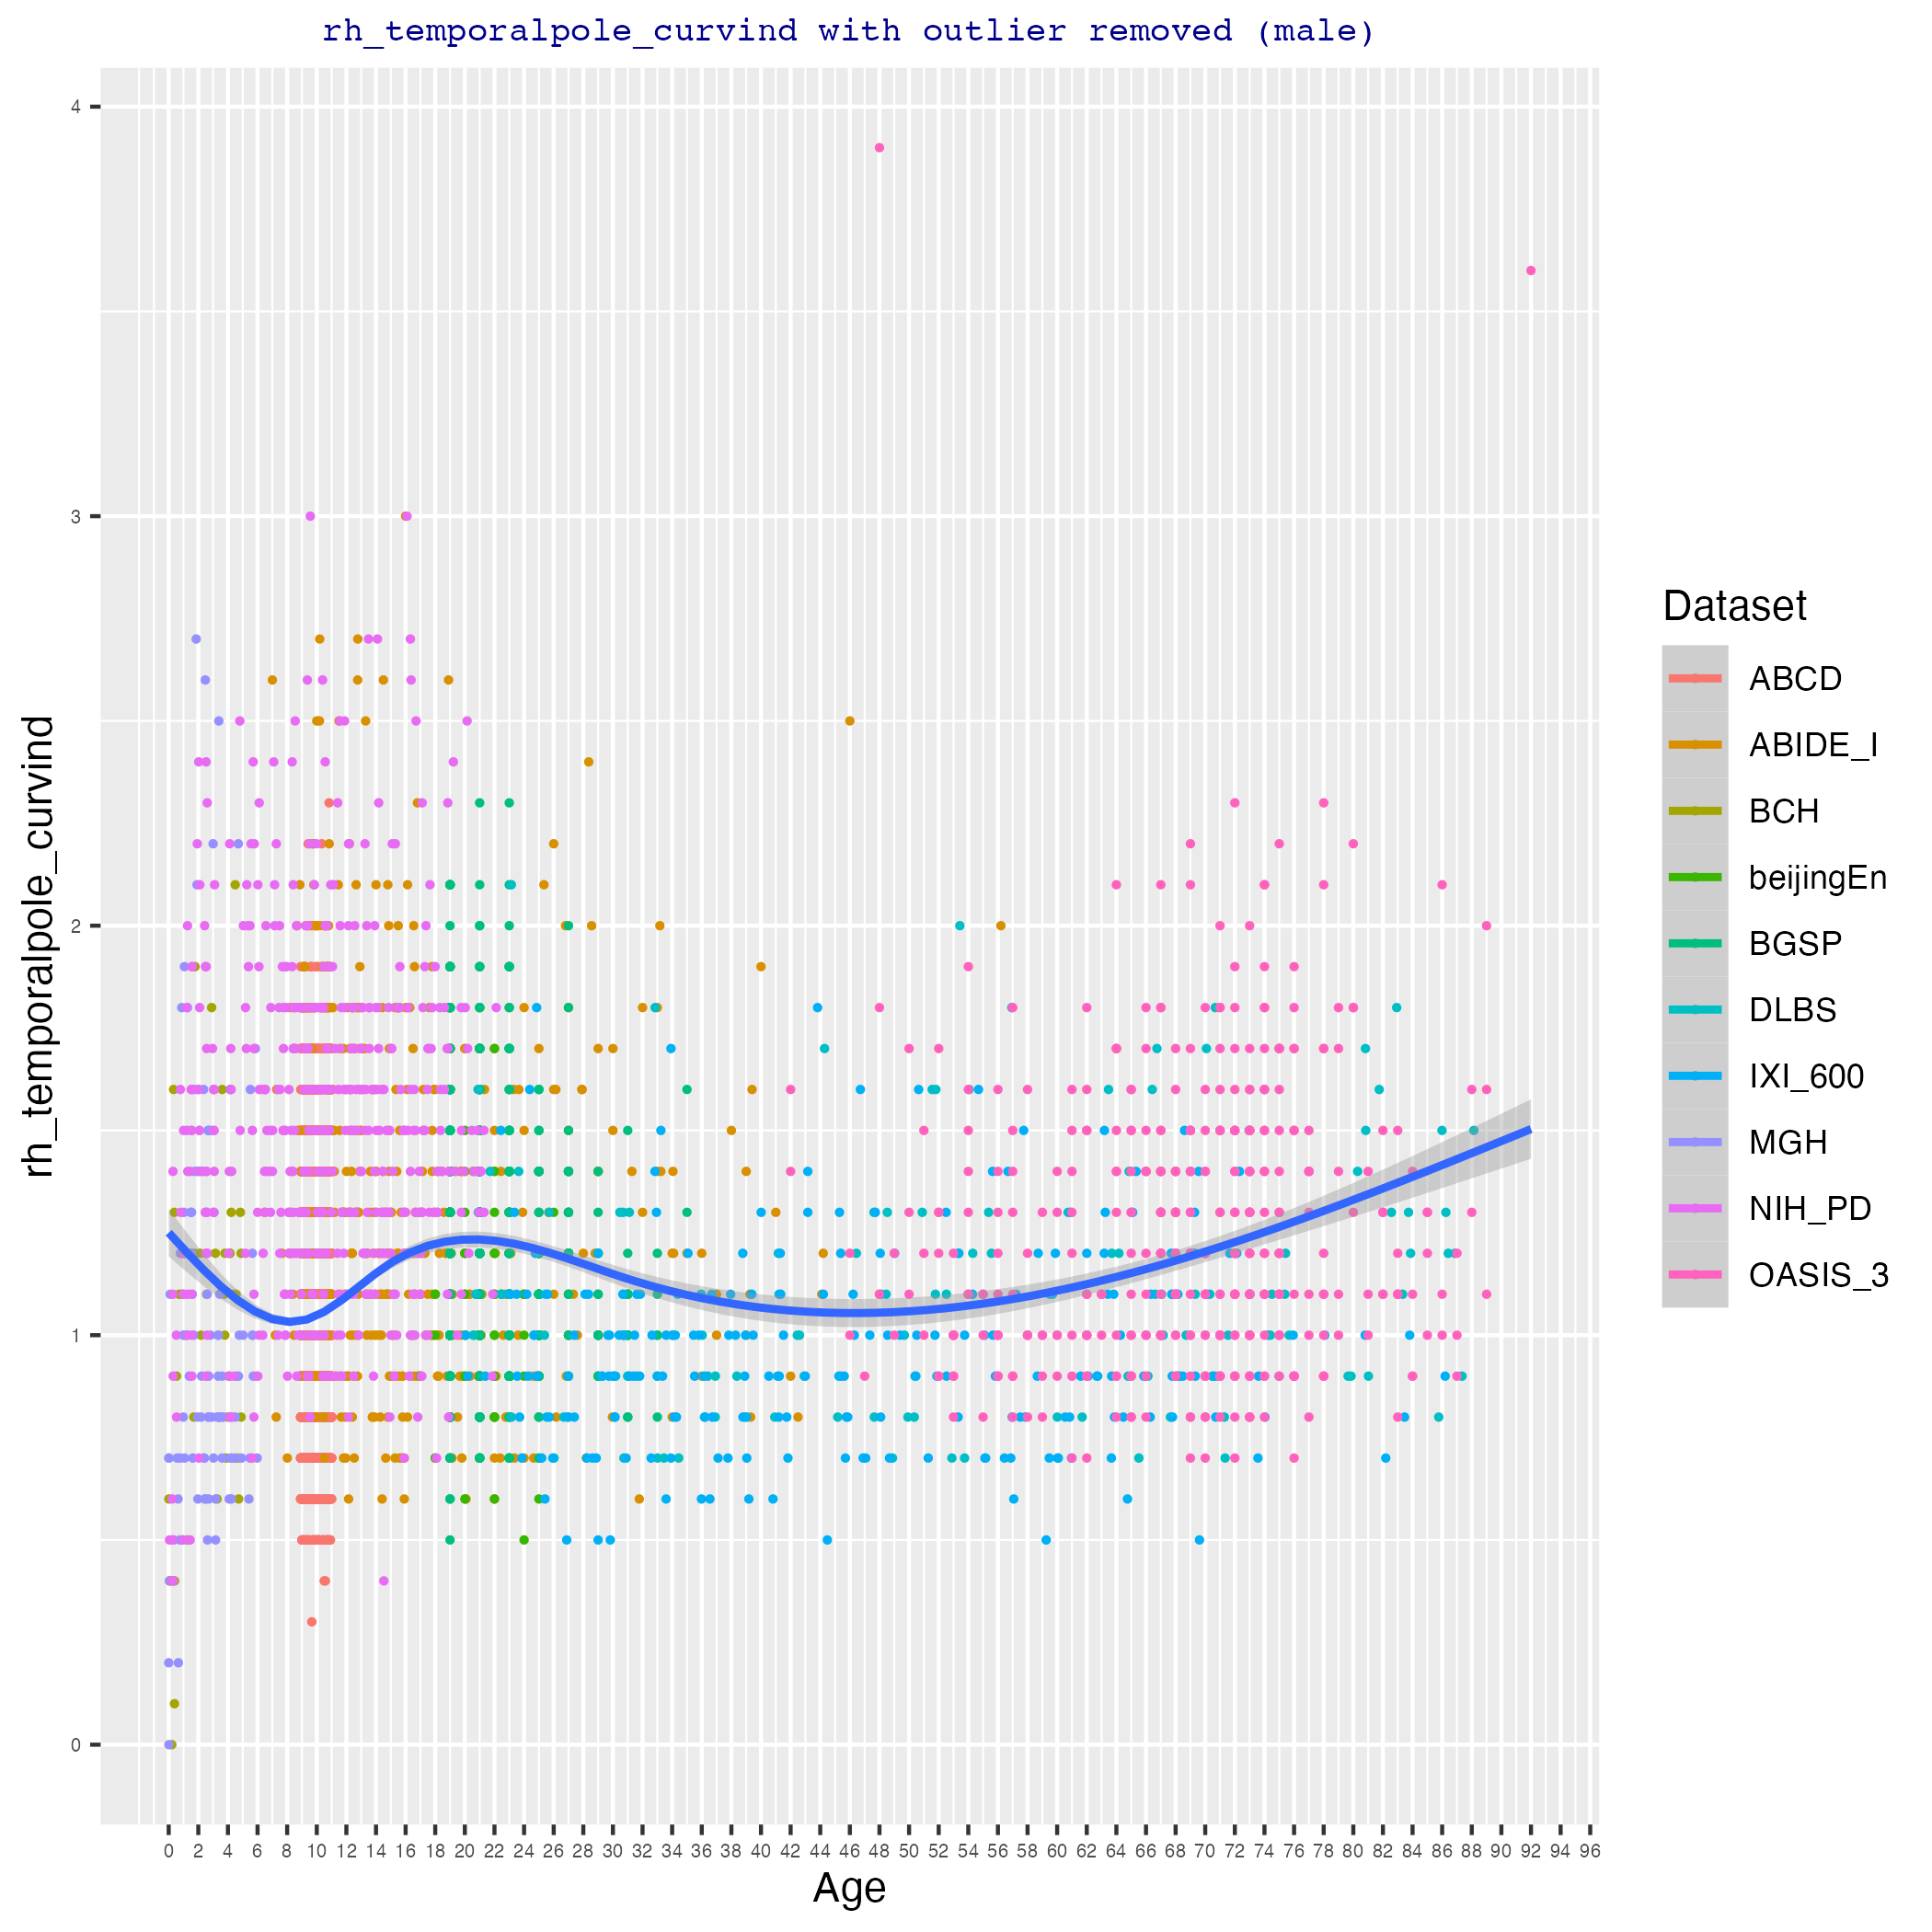 rh_temporalpole_curvind with outlier removed (male)
rh_temporalpole_curvind
4
3
2
1
0
0 2 4 6 8 10 12 14 16 18 20 22 24 26 28 30 32 34 36 38 40 42 44 46 48 50 52 54 56 58 60 62 64 66 68 70 72 74 76 78 80 82 84 86 88 90 92 94 96
Age
Dataset
ABCD
ABIDE_I
BCH
beijingEn
BGSP
DLBS
IXI_600
MGH
NIH_PD
OASIS_3